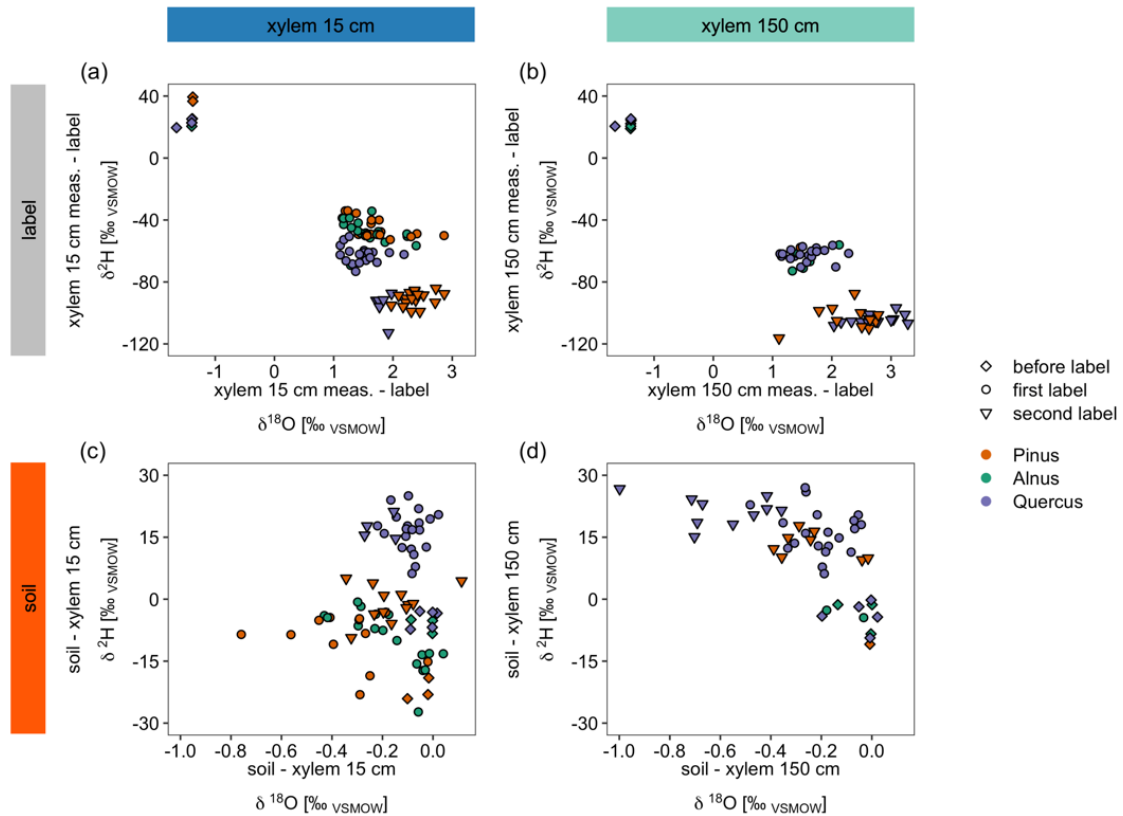 xylem 15 cm
xylem 150 cm
label
(a)
xylem 15 cm meas. - label
δ²H [‰ VSMOW]
40
0
-40
-80
-120
-1
0
1
2
3
xylem 15 cm meas. - label
δ¹⁸O [‰ VSMOW]
(b)
xylem 150 cm meas. - label
δ²H [‰ VSMOW]
40
0
-40
-80
-120
-1
0
1
2
3
xylem 150 cm meas. - label
δ¹⁸O [‰ VSMOW]
before label
first label
second label
Pinus
Alnus
Quercus
soil
(c)
soil - xylem 15 cm
δ ²H [‰ VSMOW]
30
15
0
-15
-30
-1.0
-0.8
-0.6
-0.4
-0.2
0.0
soil - xylem 15 cm
δ ¹⁸O [‰ VSMOW]
(d)
soil - xylem 150 cm
δ ²H [‰ VSMOW]
30
15
0
-15
-30
-1.0
-0.8
-0.6
-0.4
-0.2
0.0
soil - xylem 150 cm
δ ¹⁸O [‰ VSMOW]